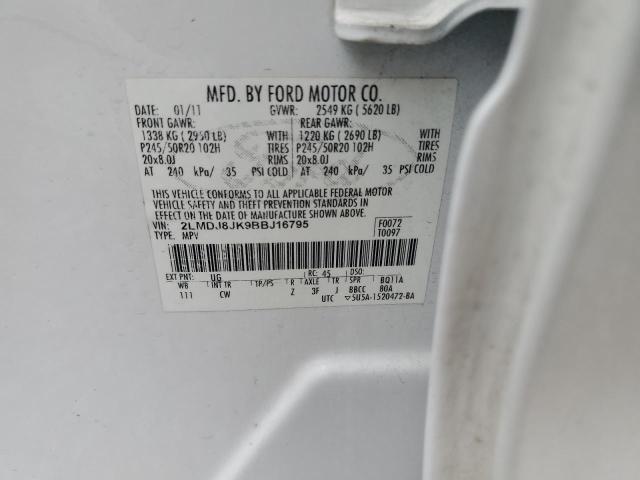 MFD. BY FORD MOTOR CO.
DATE: 01/11 GVWR: 2549 KG ( 5620 LB)
FRONT GAWR: REAR GAWR:
1338 KG ( 2950 LB) WITH 1220 KG ( 2690 LB) WITH
P245/50R20 102H TIRES P245/50R20 102H TIRES
20x8.0J RIMS 20x8.0J RIMS
AT 240 kPa/ 35 PSI COLD AT 240 kPa/ 35 PSI COLD
THIS VEHICLE CONFORMS TO ALL APPLICABLE FEDERAL MOTOR
VEHICLE SAFETY AND THEFT PREVENTION STANDARDS IN
EFFECT ON THE DATE OF MANUFACTURE SHOWN ABOVE.
VIN: 2LMDJ8JK9BBJ16795 F0072
TYPE: MPV T0097
EXT PNT: UG RC: 45 DSO:
WB INT TR TP/PS R AXLE TR SPR BQ11A
111 CW Z 3F J BBCC 80A
UTC ▽5U5A-1520472-BA